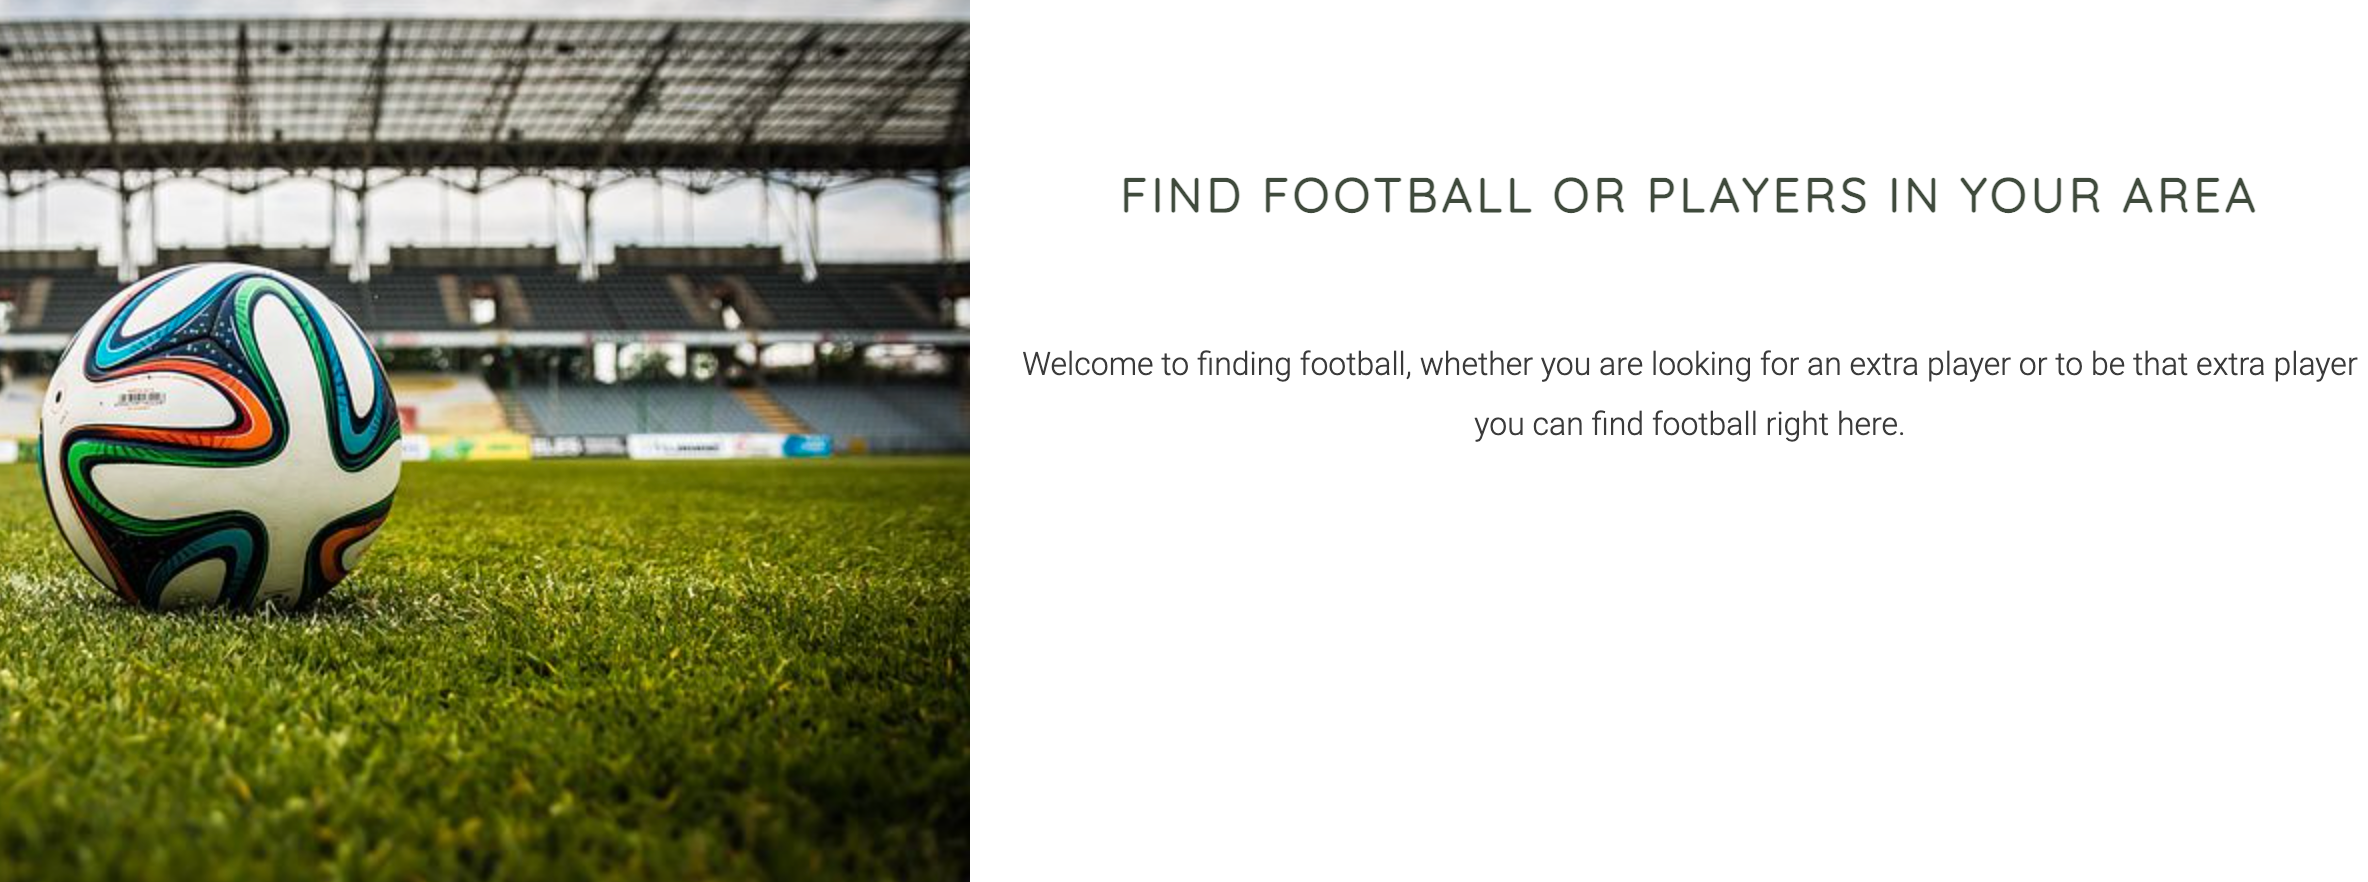 FIND FOOTBALL OR PLAYERS IN YOUR AREA
Welcome to finding football, whether you are looking for an extra player or to be that extra player
you can find football right here.